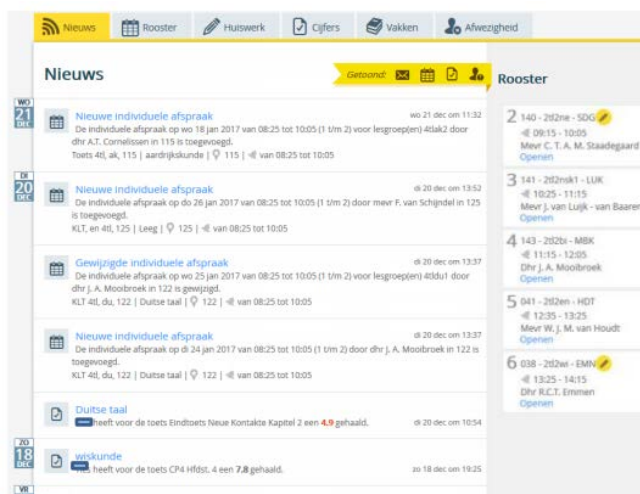 Nieuws
Rooster
Huiswerk
Cijfers
Vakken
Afwezigheid
Nieuws
Getoond:
WO
21
DEC
Nieuwe individuele afspraak
wo 21 dec om 11:32
De individuele afspraak op wo 18 jan 2017 van 08:25 tot 10:05 (1 t/m 2) voor lesgroep(en) 4tlak2 door
dhr A.T. Cornelissen in 115 is toegevoegd.
Toets 4tl, ak, 115 | aardrijkskunde | 115 | van 08:25 tot 10:05
DI
20
DEC
Nieuwe individuele afspraak
di 20 dec om 13:52
De individuele afspraak op do 26 jan 2017 van 08:25 tot 10:05 (1 t/m 2) door mevr F. van Schijndel in 125
is toegevoegd.
KLT, en 4tl, 125 | Leeg | 125 | van 08:25 tot 10:05
Gewijzigde individuele afspraak
di 20 dec om 13:37
De individuele afspraak op wo 25 jan 2017 van 08:25 tot 10:05 (1 t/m 2) voor lesgroep(en) 4tldu1 door
dhr J. A. Mooibroek in 122 is gewijzigd.
KLT 4tl, du, 122 | Duitse taal | 122 | van 08:25 tot 10:05
Nieuwe individuele afspraak
di 20 dec om 13:37
De individuele afspraak op di 24 jan 2017 van 08:25 tot 10:05 (1 t/m 2) door dhr J. A. Mooibroek in 122 is
toegevoegd.
KLT 4tl, du, 122 | Duitse taal | 122 | van 08:25 tot 10:05
Duitse taal
heeft voor de toets Eindtoets Neue Kontakte Kapitel 2 een 4.9 gehaald.
di 20 dec om 10:54
ZO
18
DEC
wiskunde
heeft voor de toets CP4 Hfdst. 4 een 7.8 gehaald.
zo 18 dec om 19:25
VR
Rooster
2 140 - 2tl2ne - SDG
09:15 - 10:05
Mevr C. T. A. M. Staadegaard
Openen
3 141 - 2tl2nsk1 - LUK
10:25 - 11:15
Mevr J. van Luijk - van Baaren
Openen
4 143 - 2tl2bi - MBK
11:15 - 12:05
Dhr J. A. Mooibroek
Openen
5 041 - 2tl2en - HDT
12:35 - 13:25
Mevr W. J. M. van Houdt
Openen
6 038 - 2tl2wi - EMN
13:25 - 14:15
Dhr R.C.T. Emmen
Openen